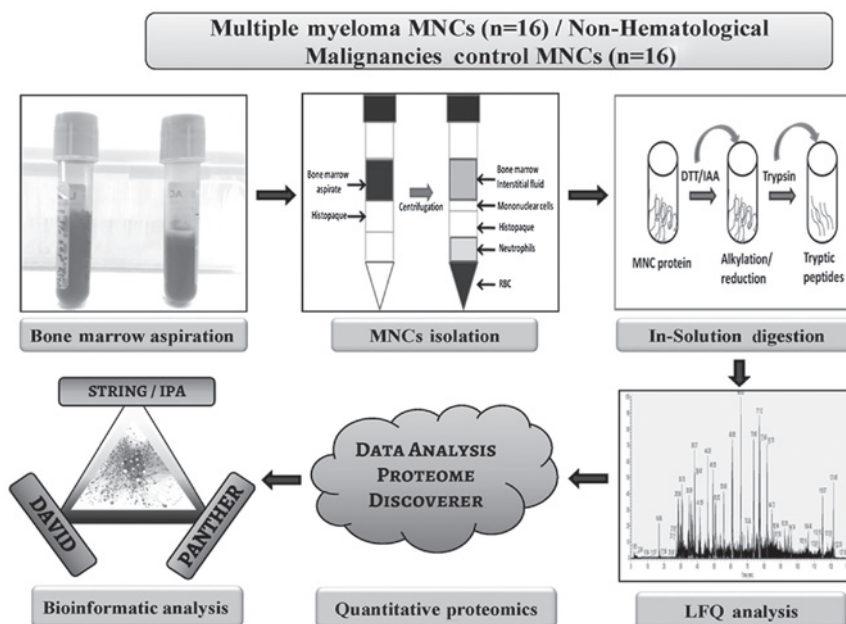 Multiple myeloma MNCs (n=16) / Non-Hematological
Malignancies control MNCs (n=16)
Bone marrow
aspirate
Histopaque
Centrifugation
Bone marrow
Interstitial fluid
Mononuclear cells
Histopaque
Neutrophils
RBC
DTT/IAA
Trypsin
MNC protein
Alkylation/
reduction
Tryptic
peptides
Bone marrow aspiration
MNCs isolation
In-Solution digestion
STRING / IPA
DAVID
PANTHER
DATA ANALYSIS
PROTEOME
DISCOVERER
Bioinformatic analysis
Quantitative proteomics
LFQ analysis